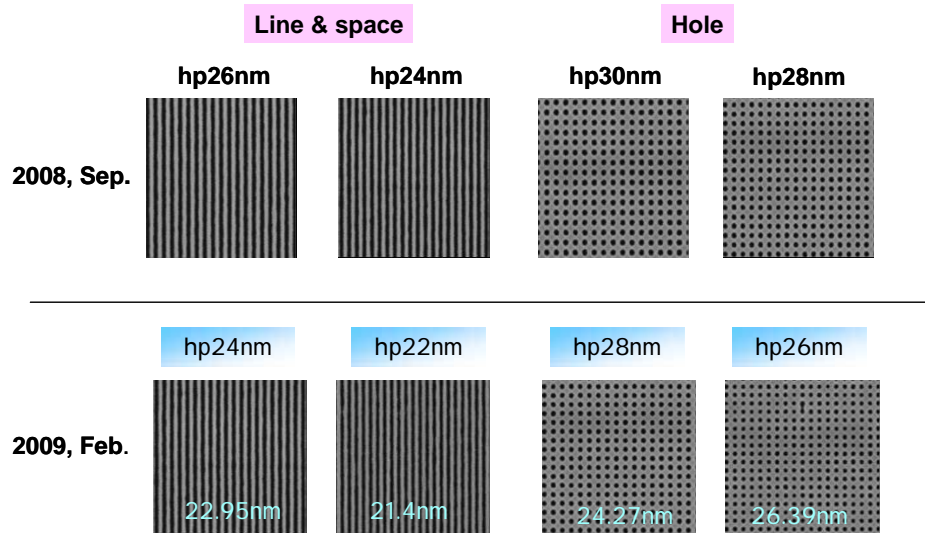 Line & space
Hole
hp26nm
hp24nm
hp30nm
hp28nm
2008, Sep.
hp24nm
hp22nm
hp28nm
hp26nm
2009, Feb.
22.95nm
21.4nm
24.27nm
26.39nm